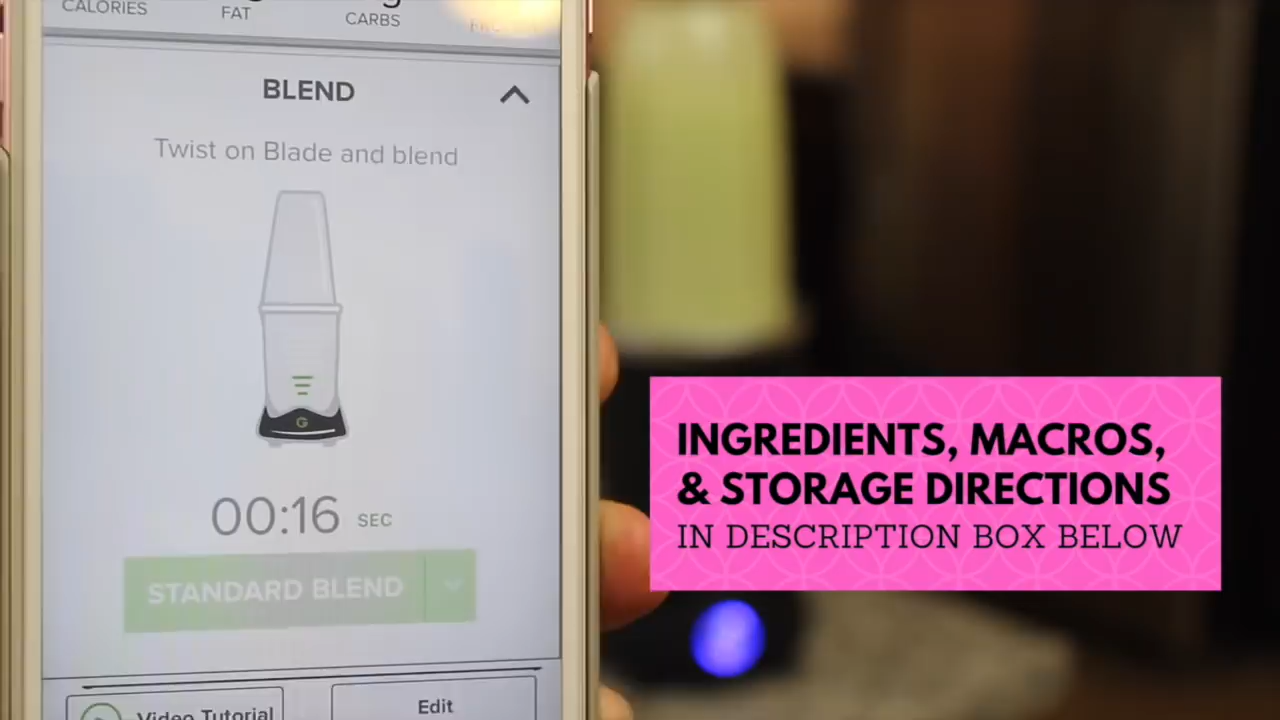 CALORIES FAT CARBS
BLEND
Twist on Blade and blend
G
00:16 SEC
STANDARD BLEND
Video Tutorial
Edit
INGREDIENTS, MACROS,
& STORAGE DIRECTIONS
IN DESCRIPTION BOX BELOW